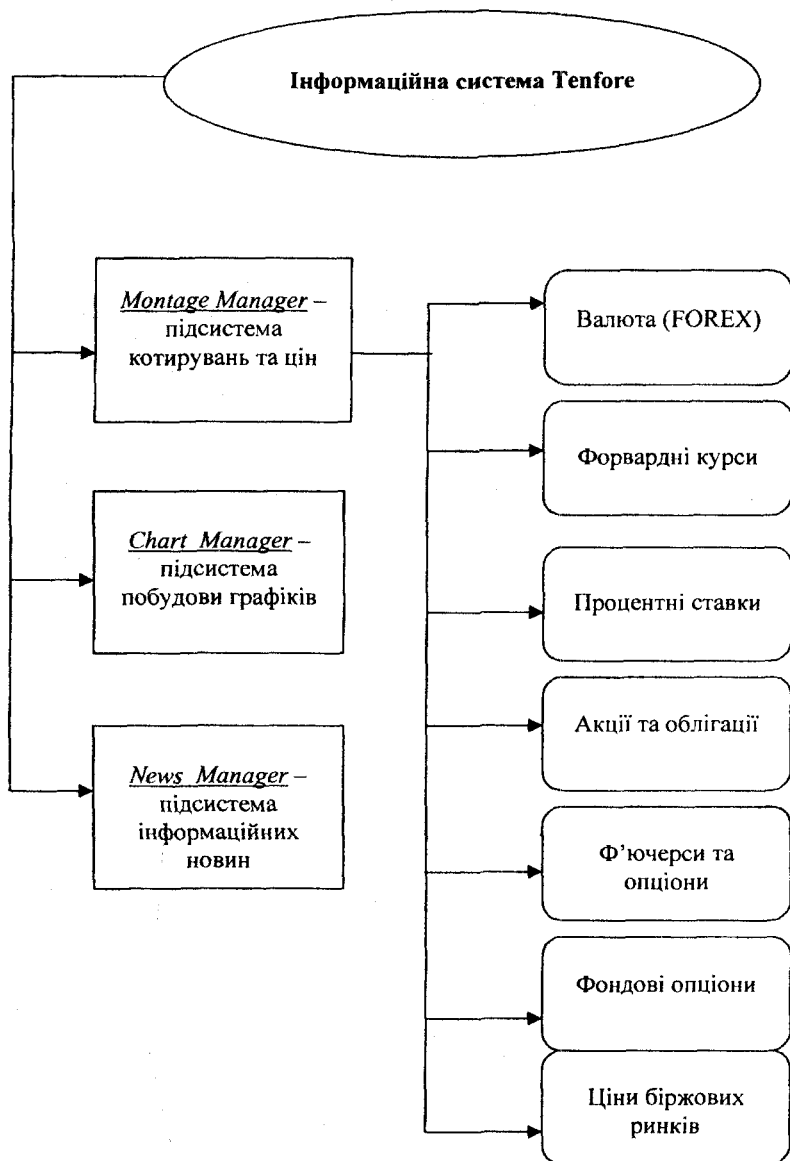 Інформаційна система Tenfore
Montage Manager –
підсистема
котирувань та цін
Chart Manager –
підсистема
побудови графіків
News Manager –
підсистема
інформаційних
новин
Валюта (FOREX)
Форвардні курси
Процентні ставки
Акції та облігації
Ф’ючерси та
опціони
Фондові опціони
Ціни біржових
ринків